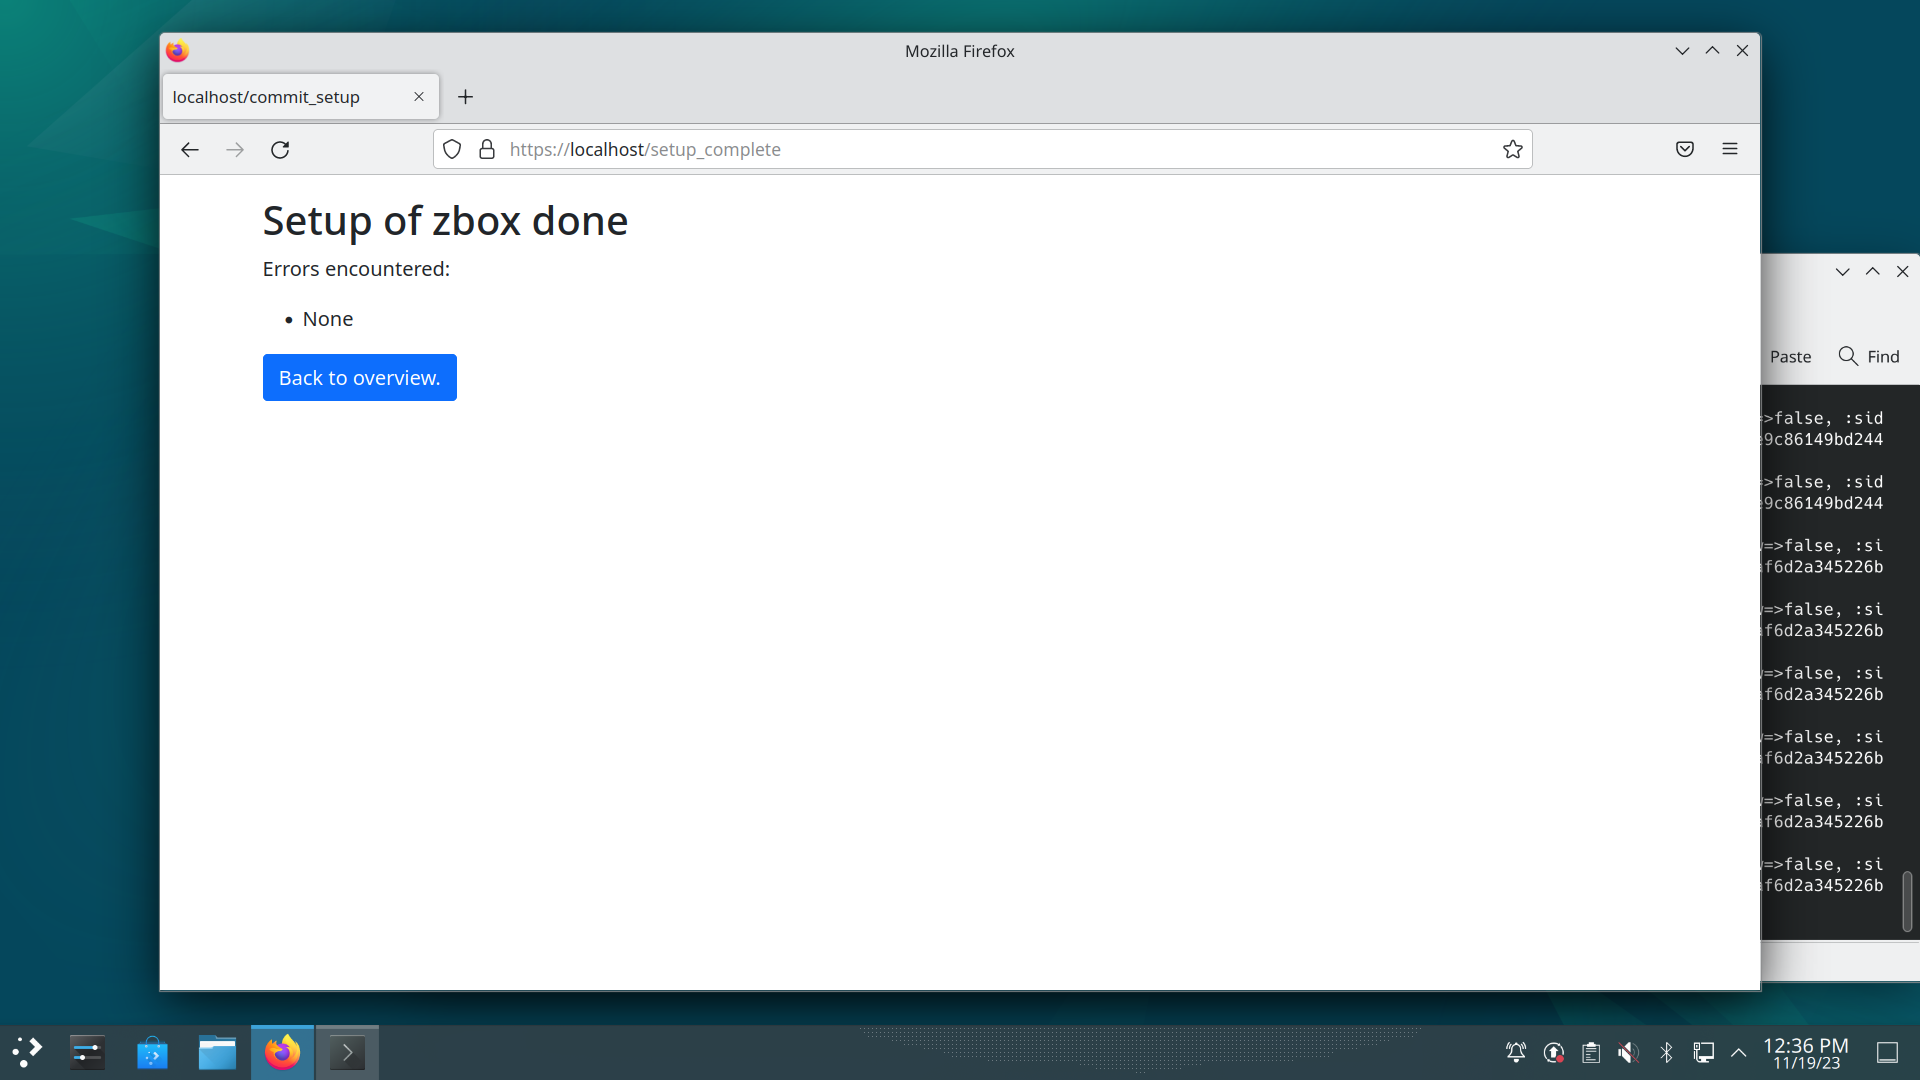 Mozilla Firefox
localhost/commit_setup
https://localhost/setup_complete
Setup of zbox done
Errors encountered:
• None
Back to overview.
Paste Find
=>false, :sid
9c86149bd244
=>false, :sid
9c86149bd244
=>false, :si
f6d2a345226b
=>false, :si
f6d2a345226b
=>false, :si
f6d2a345226b
=>false, :si
f6d2a345226b
=>false, :si
f6d2a345226b
=>false, :si
f6d2a345226b
12:36 PM
11/19/23